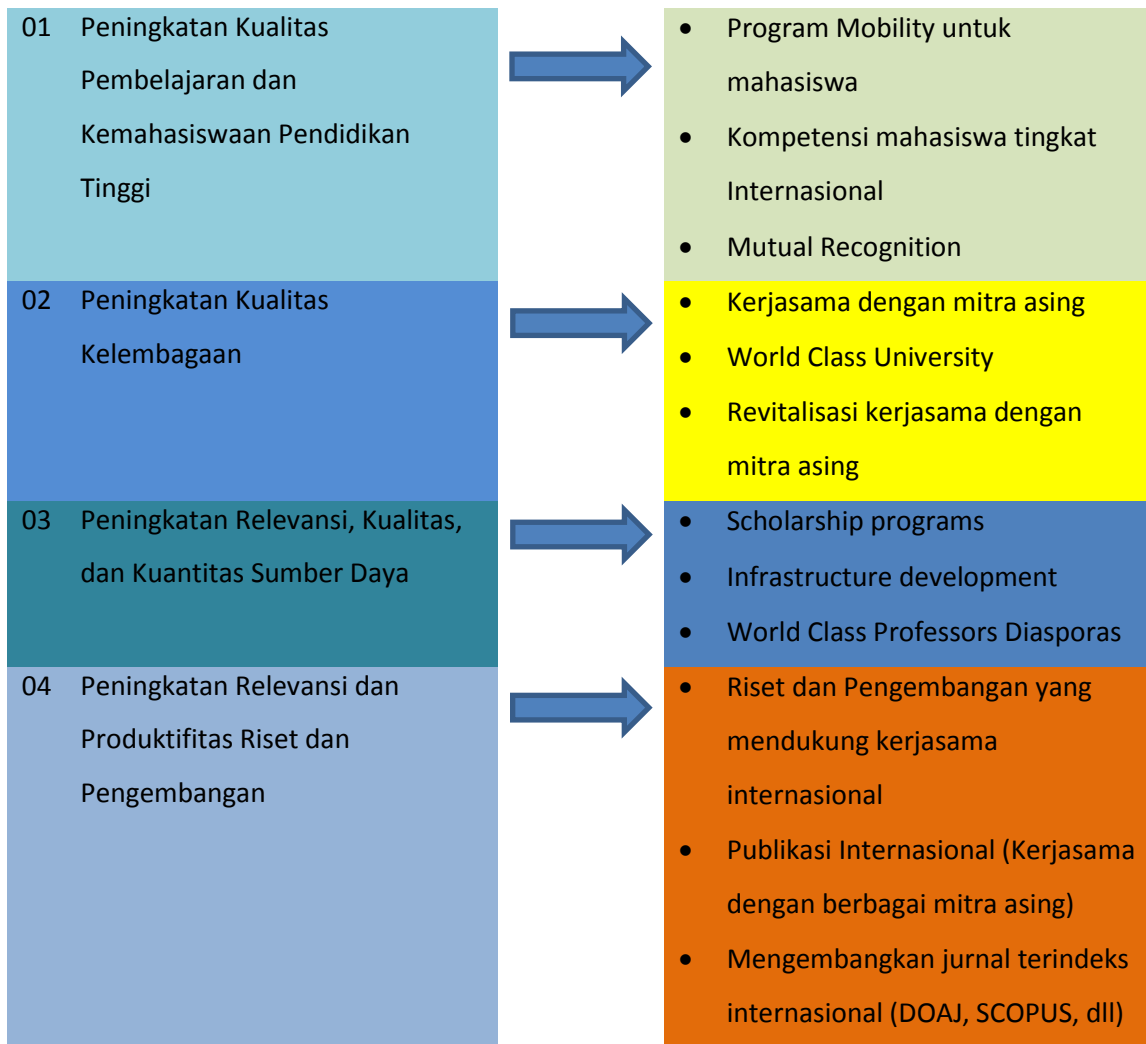 01 Peningkatan Kualitas
Pembelajaran dan
Kemahasiswaan Pendidikan
Tinggi
• Program Mobility untuk
mahasiswa
• Kompetensi mahasiswa tingkat
Internasional
• Mutual Recognition
02 Peningkatan Kualitas
Kelembagaan
• Kerjasama dengan mitra asing
• World Class University
• Revitalisasi kerjasama dengan
mitra asing
03 Peningkatan Relevansi, Kualitas,
dan Kuantitas Sumber Daya
• Scholarship programs
• Infrastructure development
• World Class Professors Diasporas
04 Peningkatan Relevansi dan
Produktifitas Riset dan
Pengembangan
• Riset dan Pengembangan yang
mendukung kerjasama
internasional
• Publikasi Internasional (Kerjasama
dengan berbagai mitra asing)
• Mengembangkan jurnal terindeks
internasional (DOAJ, SCOPUS, dll)